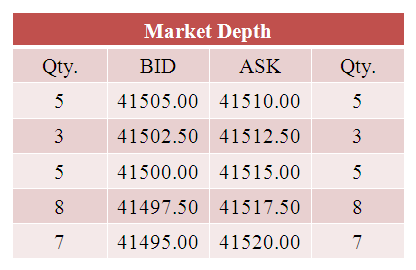 Market Depth
Qty. BID ASK Qty.
5 41505.00 41510.00 5
3 41502.50 41512.50 3
5 41500.00 41515.00 5
8 41497.50 41517.50 8
7 41495.00 41520.00 7